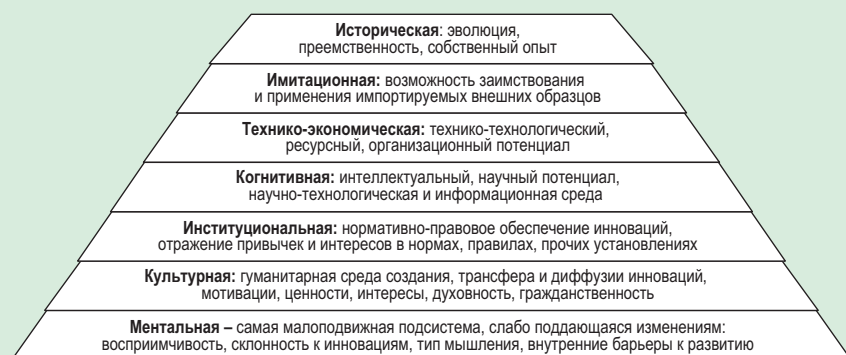 Историческая: эволюция,
преемственность, собственный опыт
Имитационная: возможность заимствования
и применения импортируемых внешних образцов
Технико-экономическая: технико-технологический,
ресурсный, организационный потенциал
Когнитивная: интеллектуальный, научный потенциал,
научно-технологическая и информационная среда
Институциональная: нормативно-правовое обеспечение инноваций,
отражение привычек и интересов в нормах, правилах, прочих установлениях
Культурная: гуманитарная среда создания, трансфера и диффузии инноваций,
мотивации, ценности, интересы, духовность, гражданственность
Ментальная – самая малоподвижная подсистема, слабо поддающаяся изменениям:
восприимчивость, склонность к инновациям, тип мышления, внутренние барьеры к развитию